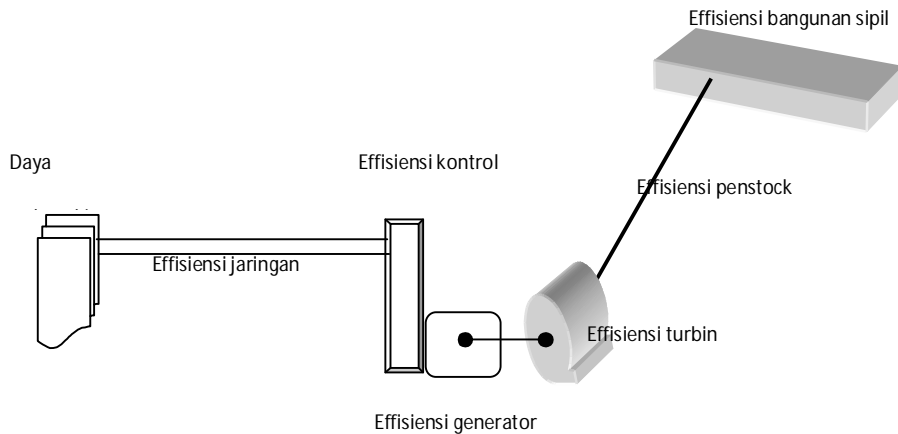 Effisiensi bangunan sipil
Daya
Effisiensi kontrol
Effisiensi penstock
Effisiensi jaringan
Effisiensi turbin
Effisiensi generator